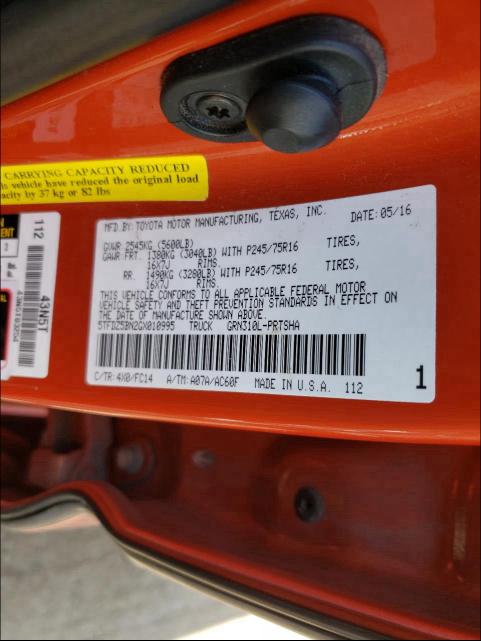 CARRYING CAPACITY REDUCED
vehicle have reduced the original load
by 37 kg or 82 lbs
112
43N5T
MFD.BY: TOYOTA MOTOR MANUFACTURING, TEXAS, INC. DATE: 05/16
GVWR 2545KG (5600LB)
GAWR FRT. 1380KG (3040LB) WITH P245/75R16 TIRES,
16X7J RIMS.
RR. 1490KG (3280LB) WITH P245/75R16 TIRES,
16X7J RIMS.
THIS VEHICLE CONFORMS TO ALL APPLICABLE FEDERAL MOTOR
VEHICLE SAFETY AND THEFT PREVENTION STANDARDS IN EFFECT ON
THE DATE OF MANUFACTURE SHOWN ABOVE.
5TFDZ5BN2GX010995 TRUCK GRN310L-PRTSHA
C/TR: 4X0/FC14 A/TM: A07A/AC60F MADE IN U.S.A. 112 1